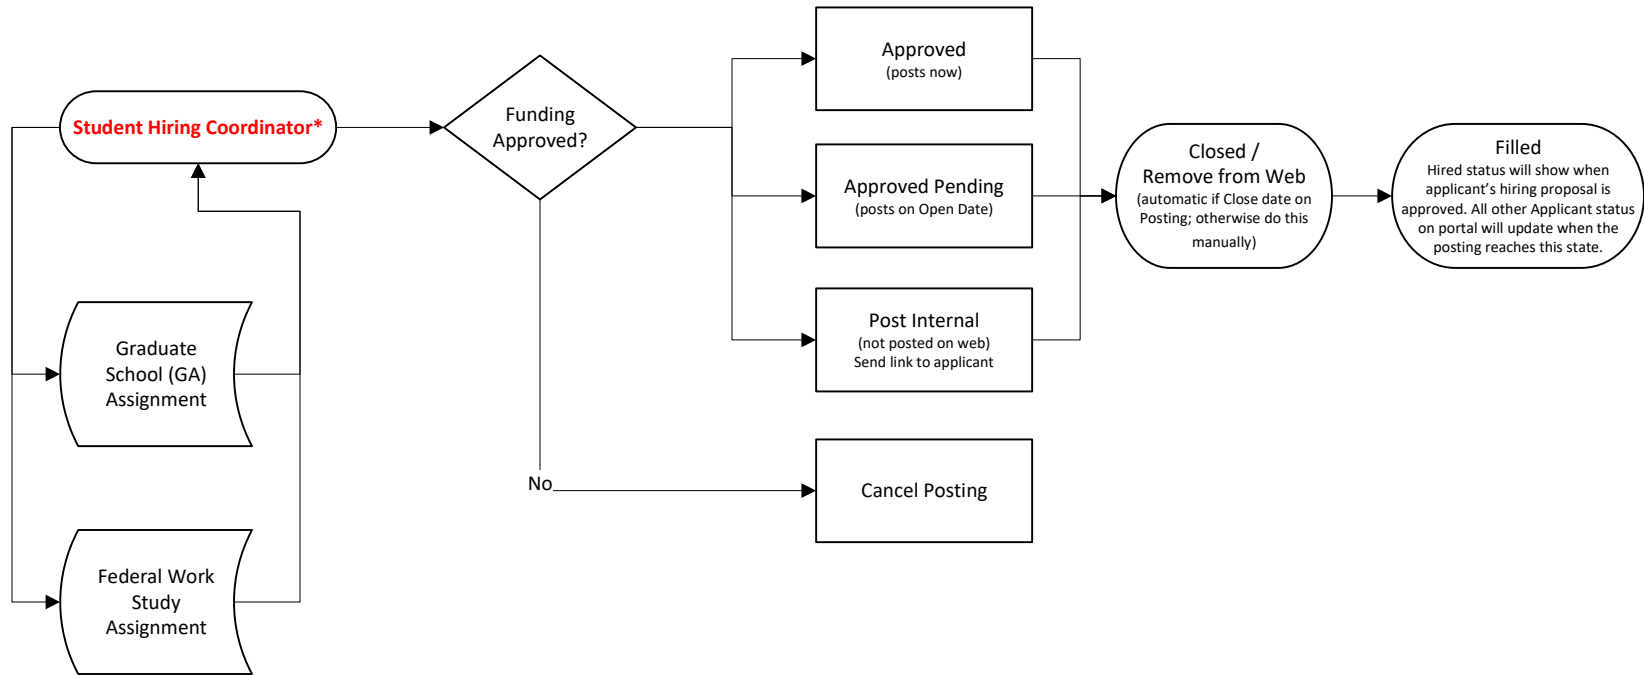 Student Hiring Coordinator*
Funding
Approved?
No
Graduate
School (GA)
Assignment
Federal Work
Study
Assignment
Approved
(posts now)
Approved Pending
(posts on Open Date)
Post Internal
(not posted on web)
Send link to applicant
Cancel Posting
Closed /
Remove from Web
(automatic if Close date on
Posting; otherwise do this
manually)
Filled
Hired status will show when
applicant’s hiring proposal is
approved. All other Applicant status
on portal will update when the
posting reaches this state.